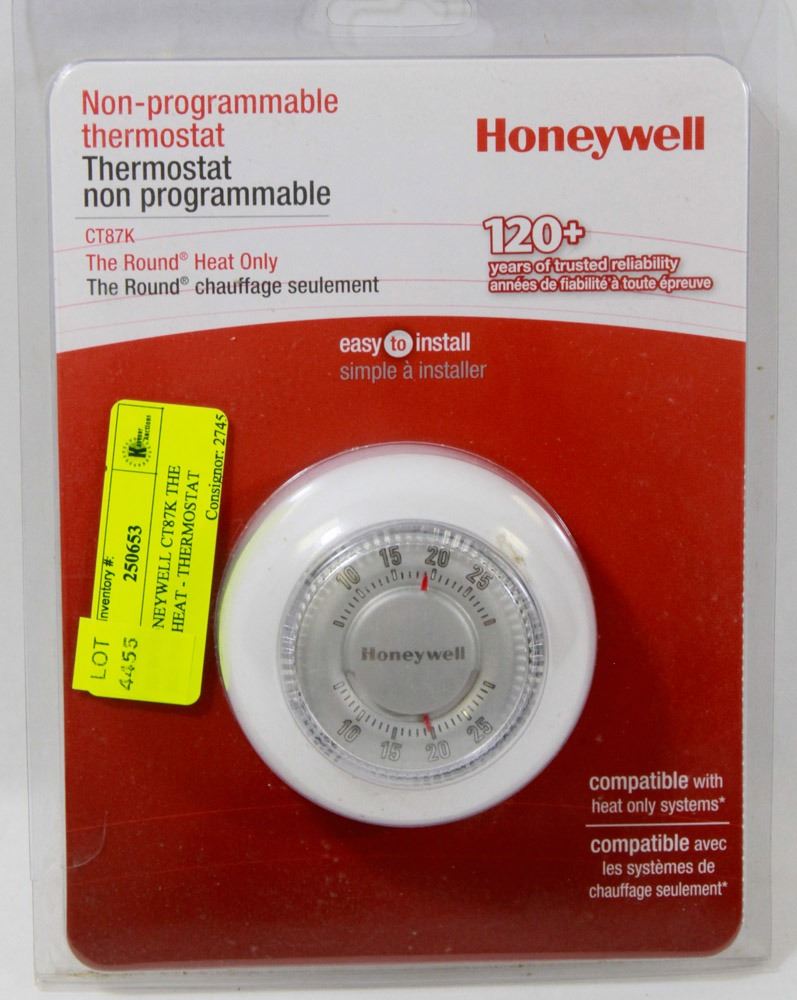 Non-programmable
thermostat
Thermostat
non programmable
Honeywell
CT87K
The Round® Heat Only
The Round® chauffage seulement
120+
years of trusted reliability
années de fiabilité à toute épreuve
easy to install
simple à installer
Auctions
Inventory #:
250653
NEYWELL CT87K THE
HEAT - THERMOSTAT
Consignor: 2745
LOT
4455
10 15 20 25
Honeywell
10 15 20 25
compatible with
heat only systems*
compatible avec
les systèmes de
chauffage seulement*